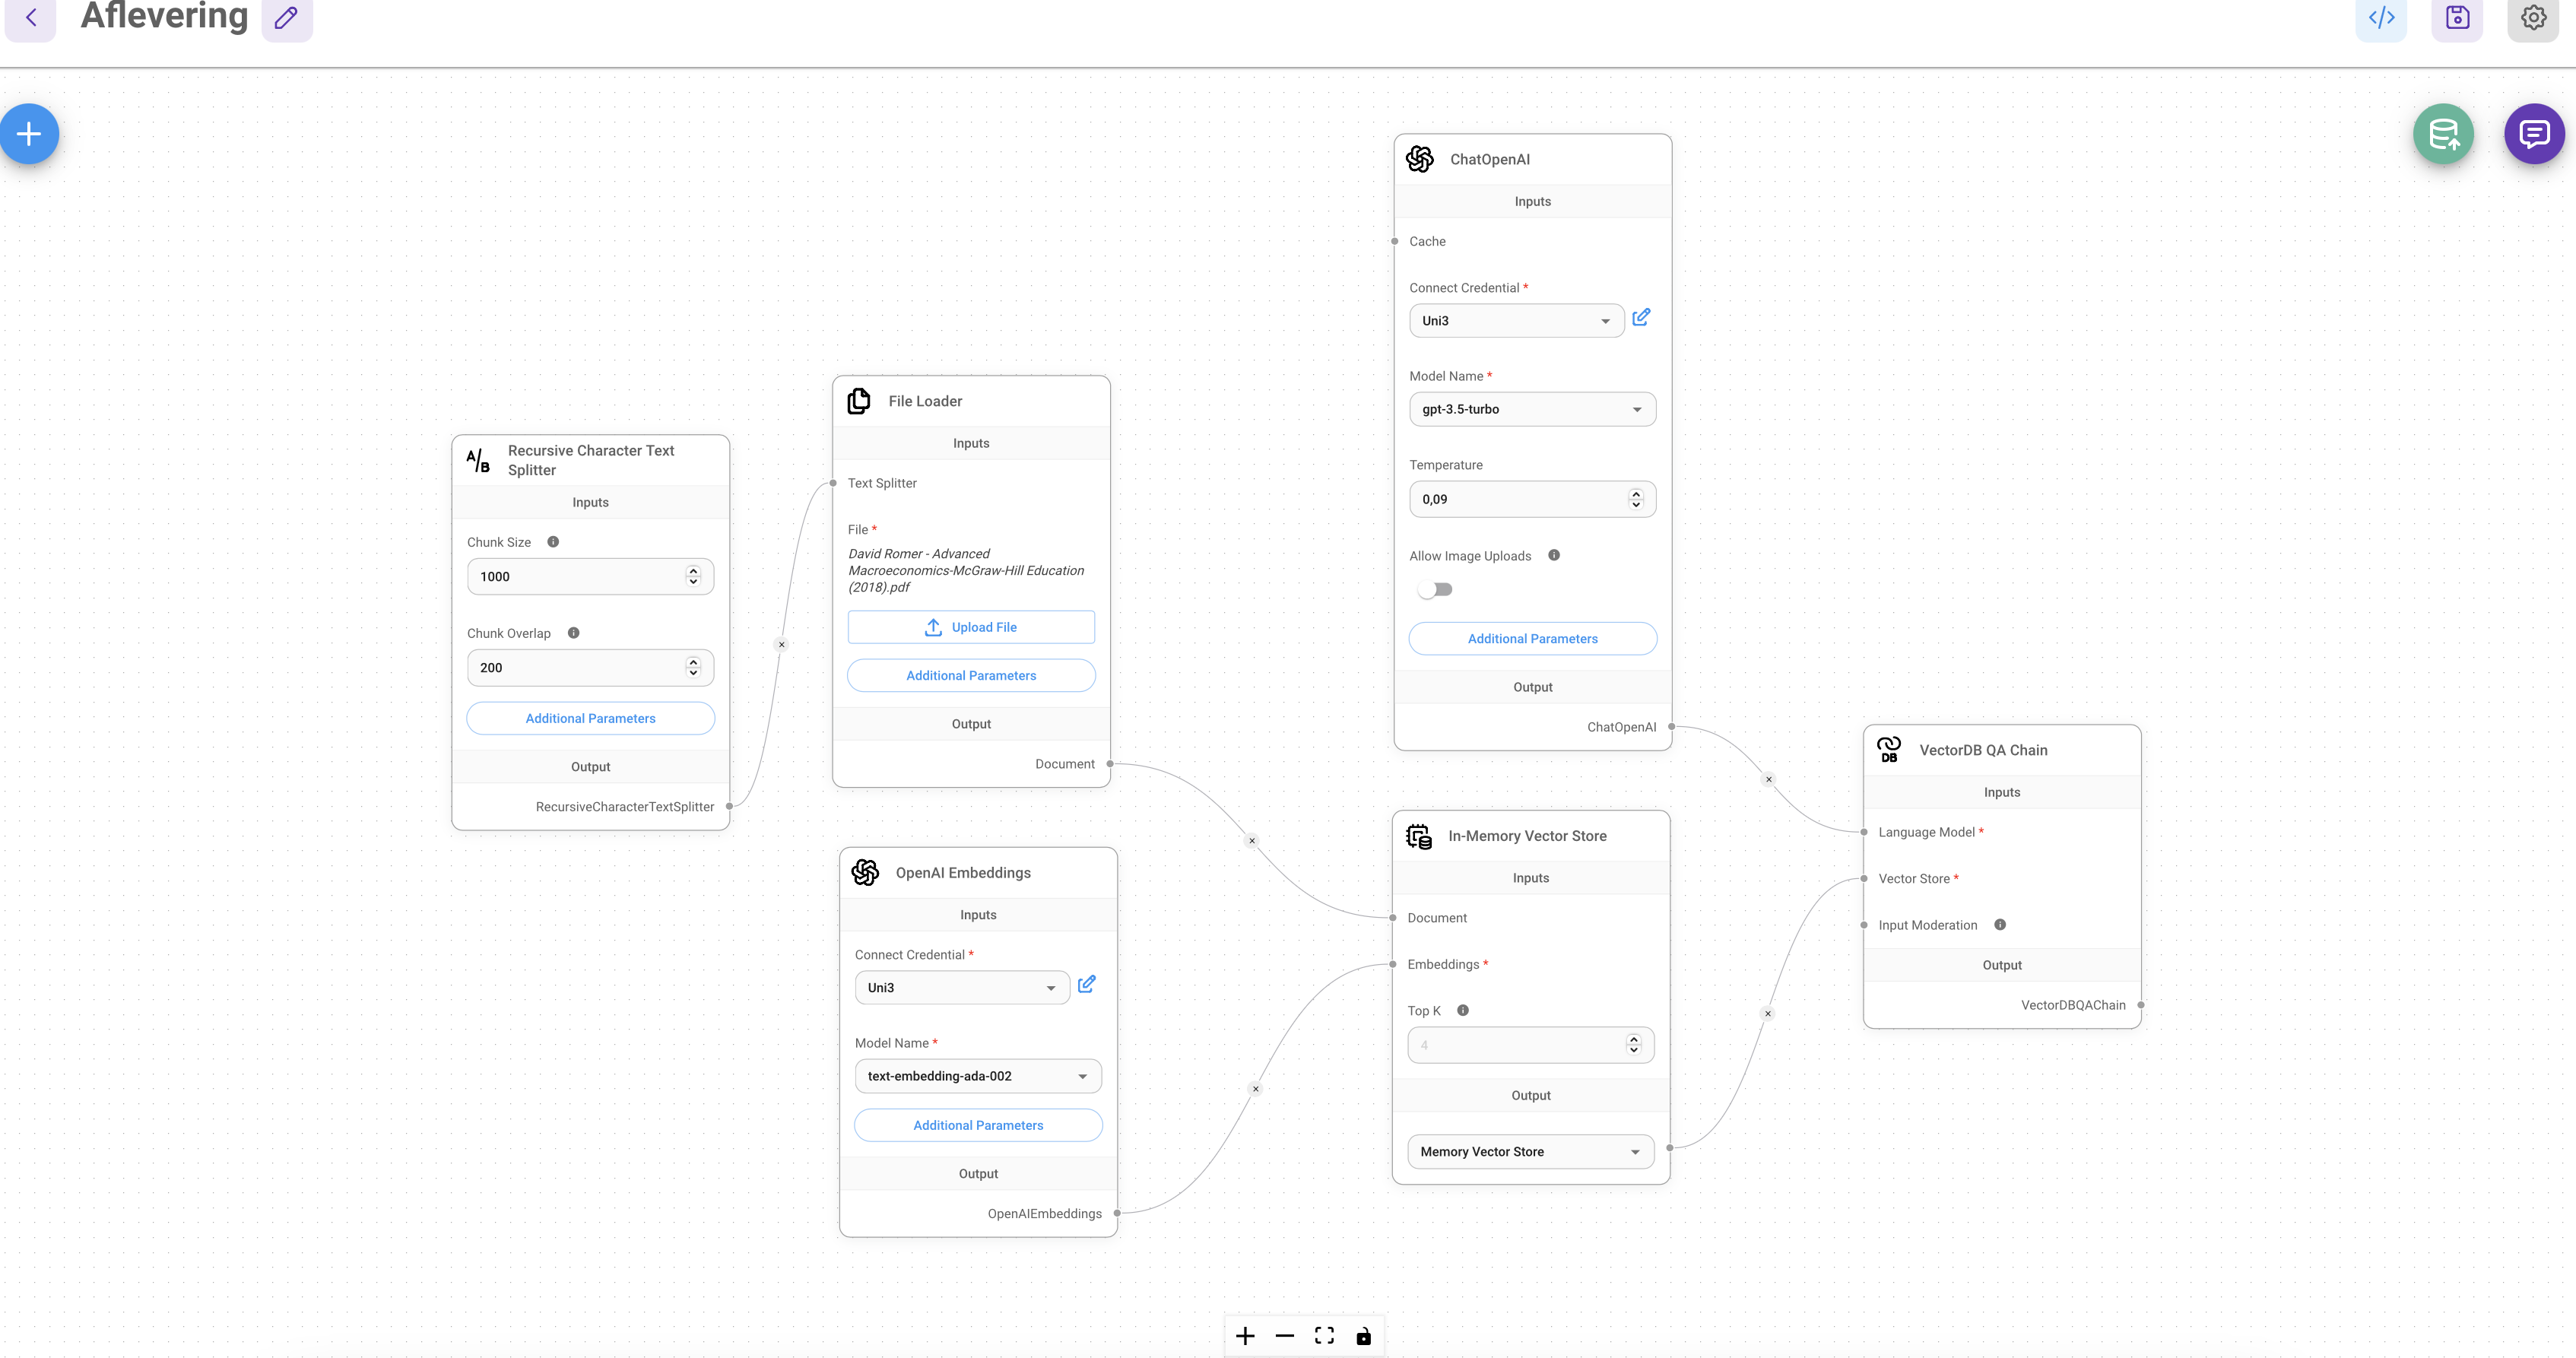 Aflevering
Recursive Character Text
Splitter
Inputs
Chunk Size
1000
Chunk Overlap
200
Additional Parameters
Output
RecursiveCharacterTextSplitter
File Loader
Inputs
Text Splitter
File *
David Romer - Advanced
Macroeconomics-McGraw-Hill Education
(2018).pdf
Upload File
Additional Parameters
Output
Document
OpenAI Embeddings
Inputs
Connect Credential *
Uni3
Model Name *
text-embedding-ada-002
Additional Parameters
Output
OpenAIEmbeddings
ChatOpenAI
Inputs
Cache
Connect Credential *
Uni3
Model Name *
gpt-3.5-turbo
Temperature
0,09
Allow Image Uploads
Additional Parameters
Output
ChatOpenAI
In-Memory Vector Store
Inputs
Document
Embeddings *
Top K
4
Output
Memory Vector Store
VectorDB QA Chain
DB
Inputs
Language Model *
Vector Store *
Input Moderation
Output
VectorDBQAChain